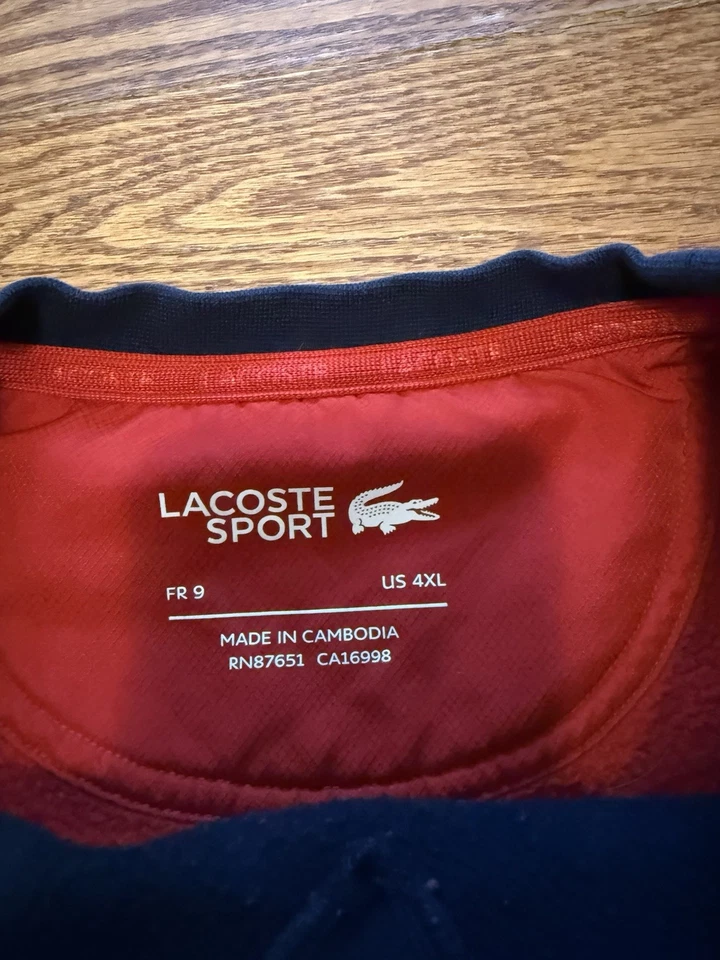 LACOSTE
SPORT
FR 9 US 4XL
MADE IN CAMBODIA
RN87651 CA16998